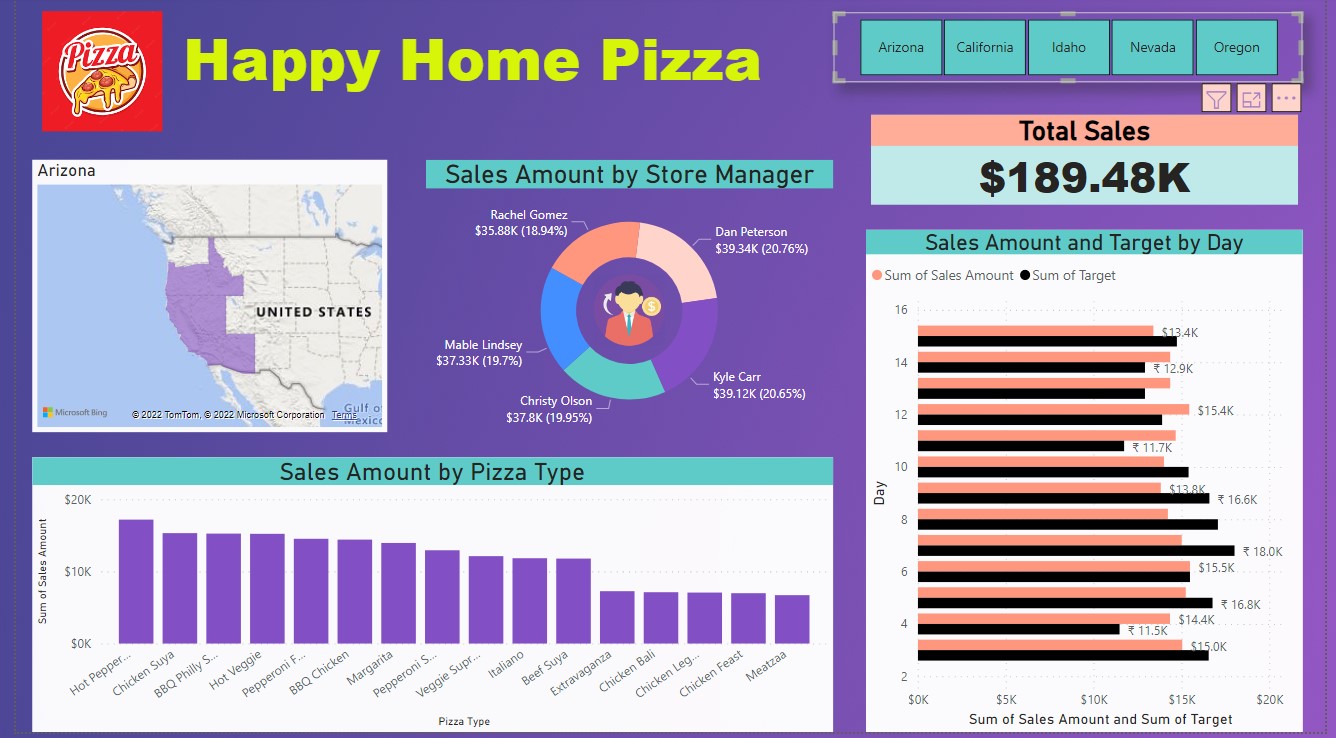 Pizza
Happy Home Pizza
Arizona
California
Idaho
Nevada
Oregon
Total Sales
$189.48K
Arizona
UNITED STATES
Gulf of
Mexico
Microsoft Bing
© 2022 TomTom, © 2022 Microsoft Corporation Terms
Sales Amount by Store Manager
Rachel Gomez
$35.88K (18.94%)
Dan Peterson
$39.34K (20.76%)
Mable Lindsey
$37.33K (19.7%)
Kyle Carr
$39.12K (20.65%)
Christy Olson
$37.8K (19.95%)
$
Sales Amount by Pizza Type
Sum of Sales Amount
$20K
$10K
$0K
Hot Pepper...
Chicken Suya
BBQ Philly S...
Hot Veggie
Pepperoni F...
BBQ Chicken
Margarita
Pepperoni S...
Veggie Supr...
Italiano
Beef Suya
Extravaganza
Chicken Bali
Chicken Leg...
Chicken Feast
Meatzaa
Pizza Type
Sales Amount and Target by Day
Sum of Sales Amount
Sum of Target
Day
16
14
12
10
8
6
4
2
$13.4K
₹ 12.9K
$15.4K
₹ 11.7K
$13.8K
₹ 16.6K
₹ 18.0K
$15.5K
₹ 16.8K
$14.4K
₹ 11.5K
$15.0K
$0K
$5K
$10K
$15K
$20K
Sum of Sales Amount and Sum of Target